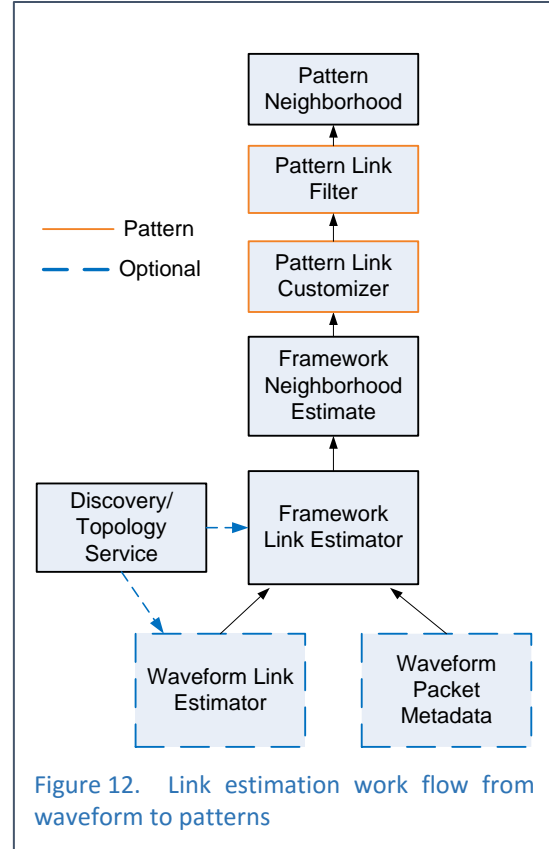 Pattern
Neighborhood
Pattern Link
Filter
Pattern
Optional
Pattern Link
Customizer
Framework
Neighborhood
Estimate
Discovery/
Topology
Service
Framework
Link Estimator
Waveform Link
Estimator
Waveform
Packet
Metadata
Figure 12. Link estimation work flow from
waveform to patterns